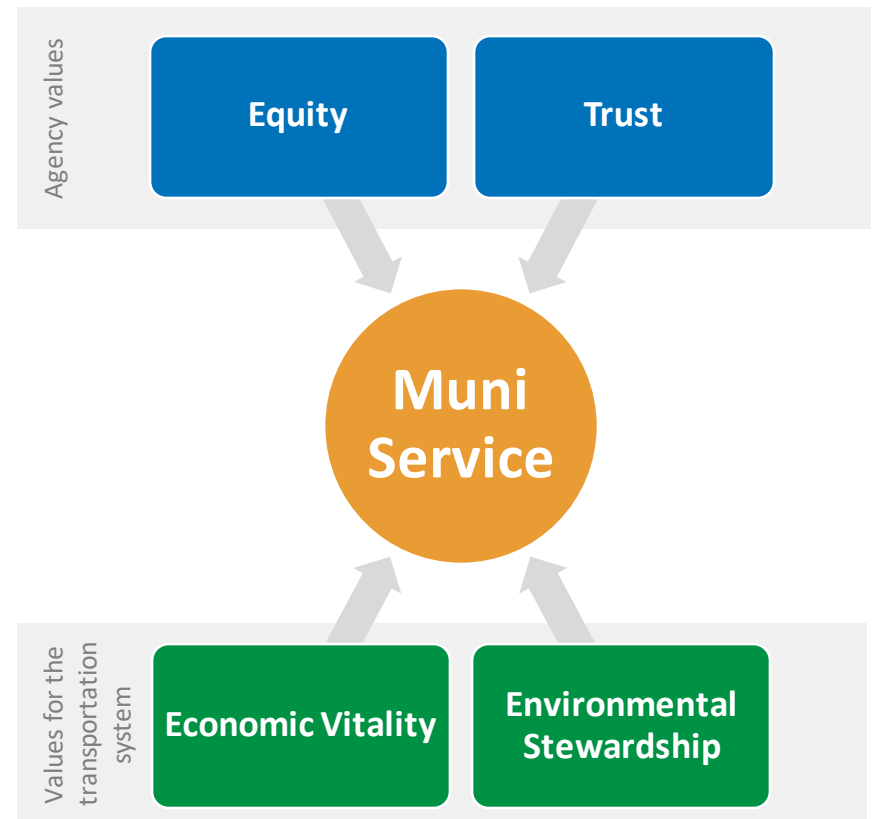 Agency values
Equity
Trust
Muni
Service
Values for the
transportation
system
Economic Vitality
Environmental
Stewardship